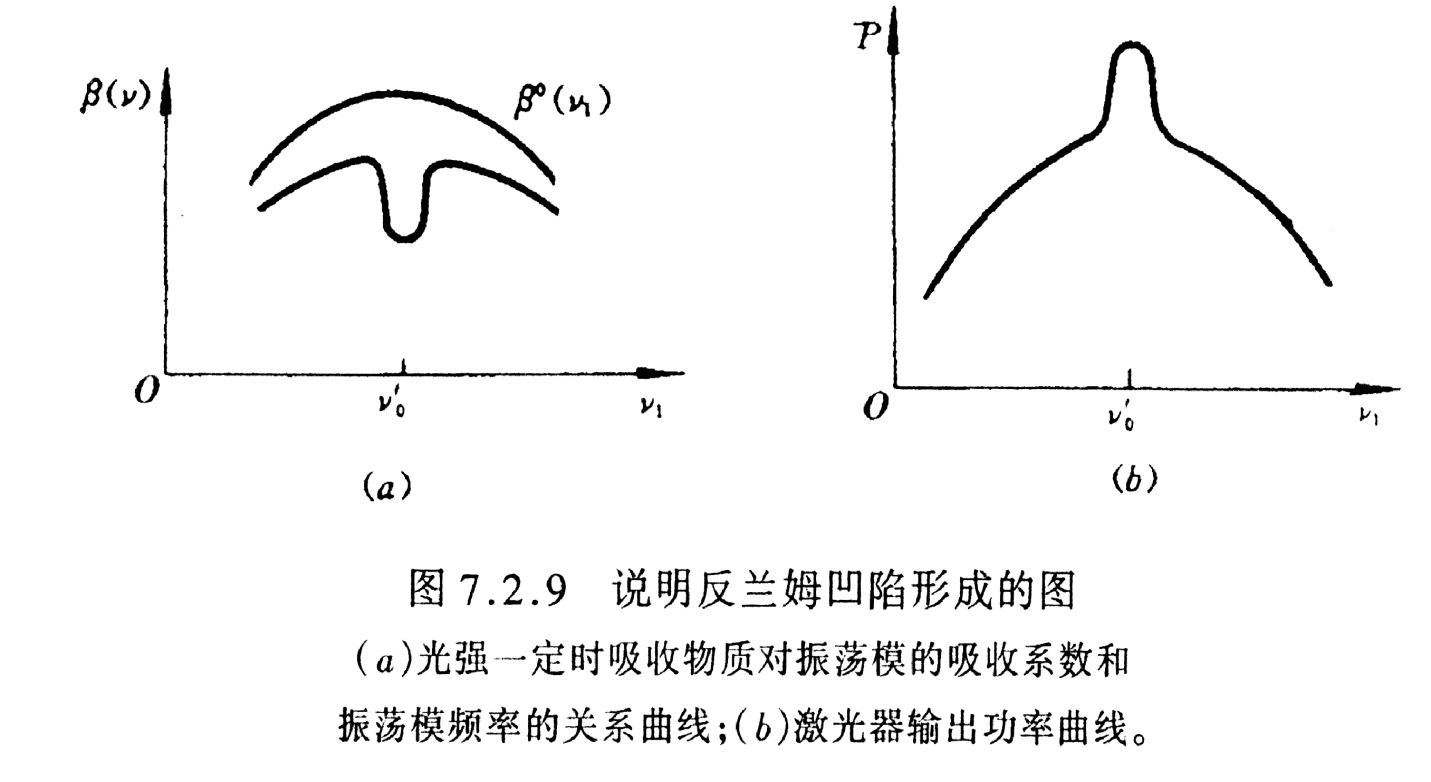 P
β(ν)
β⁰(ν₁)
O
ν′₀
ν₁
O
ν′₀
ν₁
(a)
(b)
图 7.2.9 说明反兰姆凹陷形成的图
(a)光强一定时吸收物质对振荡模的吸收系数和
振荡模频率的关系曲线;(b)激光器输出功率曲线。